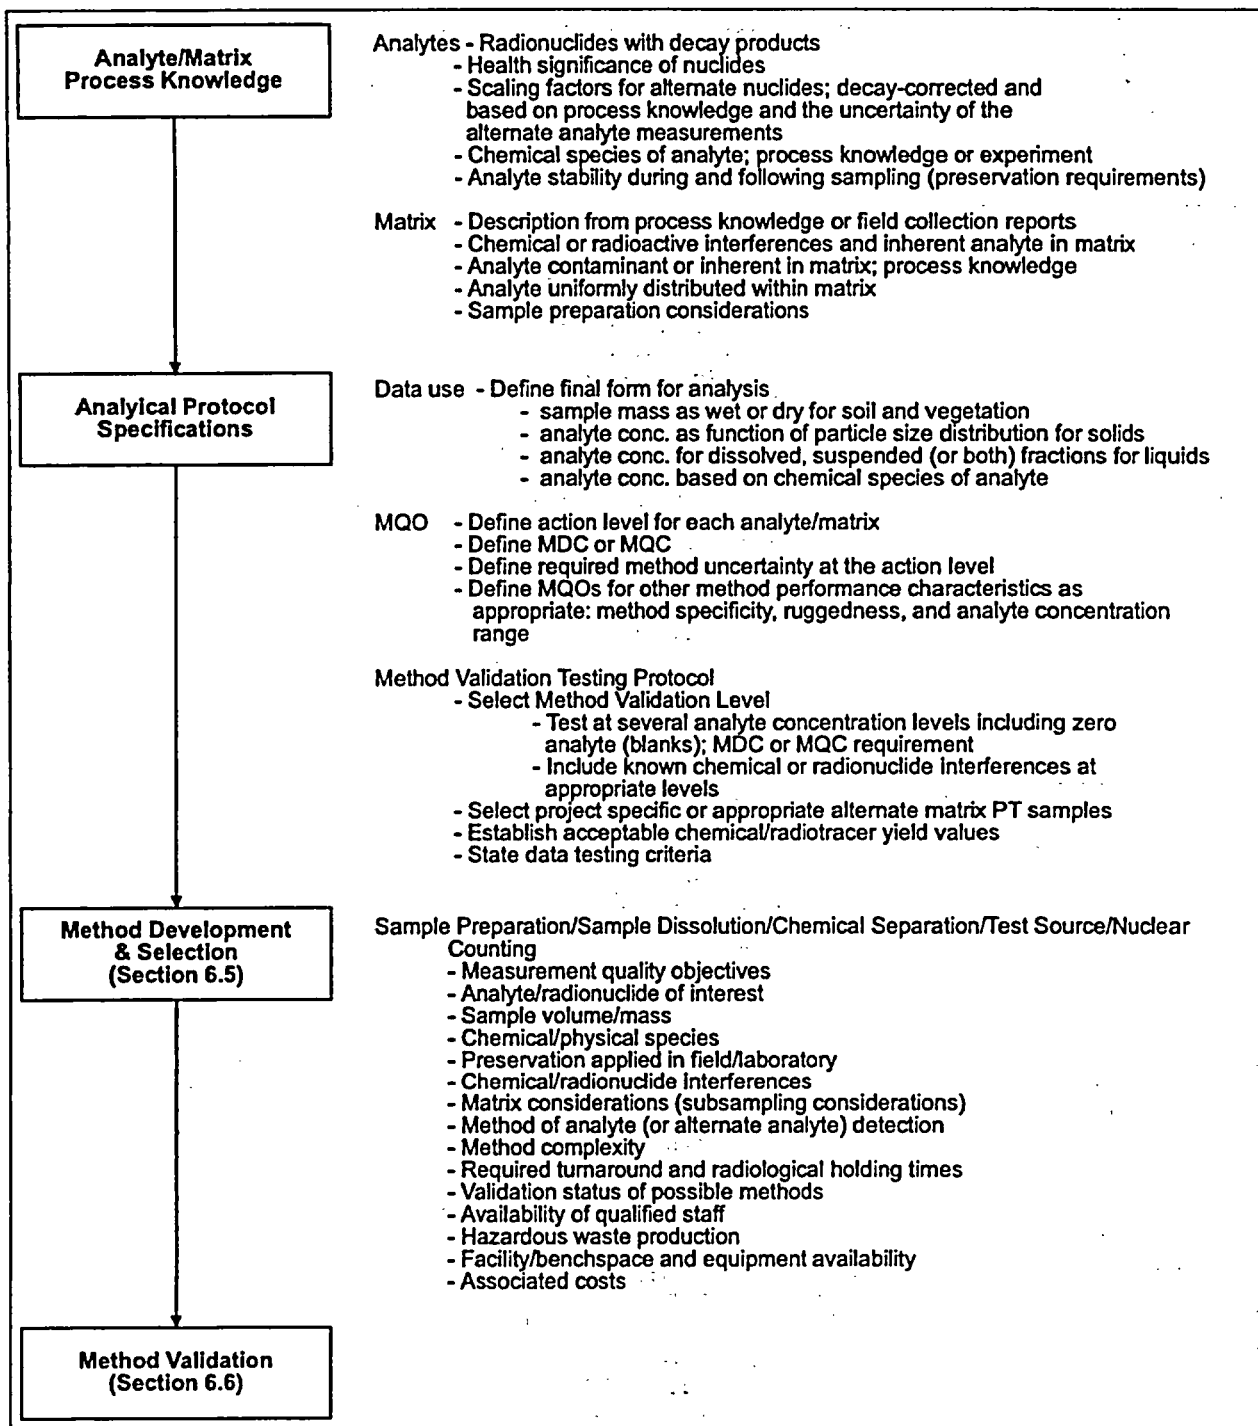 Analyte/Matrix
Process Knowledge
Analytes - Radionuclides with decay products
- Health significance of nuclides
- Scaling factors for alternate nuclides; decay-corrected and
based on process knowledge and the uncertainty of the
alternate analyte measurements
- Chemical species of analyte; process knowledge or experiment
- Analyte stability during and following sampling (preservation requirements)
Matrix - Description from process knowledge or field collection reports
- Chemical or radioactive interferences and inherent analyte in matrix
- Analyte contaminant or inherent in matrix; process knowledge
- Analyte uniformly distributed within matrix
- Sample preparation considerations
Analyical Protocol
Specifications
Data use - Define final form for analysis
- sample mass as wet or dry for soil and vegetation
- analyte conc. as function of particle size distribution for solids
- analyte conc. for dissolved, suspended (or both) fractions for liquids
- analyte conc. based on chemical species of analyte
MQO - Define action level for each analyte/matrix
- Define MDC or MQC
- Define required method uncertainty at the action level
- Define MQOs for other method performance characteristics as
appropriate: method specificity, ruggedness, and analyte concentration
range
Method Validation Testing Protocol
- Select Method Validation Level
- Test at several analyte concentration levels including zero
analyte (blanks); MDC or MQC requirement
- Include known chemical or radionuclide interferences at
appropriate levels
- Select project specific or appropriate alternate matrix PT samples
- Establish acceptable chemical/radiotracer yield values
- State data testing criteria
Method Development
& Selection
(Section 6.5)
Sample Preparation/Sample Dissolution/Chemical Separation/Test Source/Nuclear
Counting
- Measurement quality objectives
- Analyte/radionuclide of interest
- Sample volume/mass
- Chemical/physical species
- Preservation applied in field/laboratory
- Chemical/radionuclide interferences
- Matrix considerations (subsampling considerations)
- Method of analyte (or alternate analyte) detection
- Method complexity
- Required turnaround and radiological holding times
- Validation status of possible methods
- Availability of qualified staff
- Hazardous waste production
- Facility/benchspace and equipment availability
- Associated costs
Method Validation
(Section 6.6)